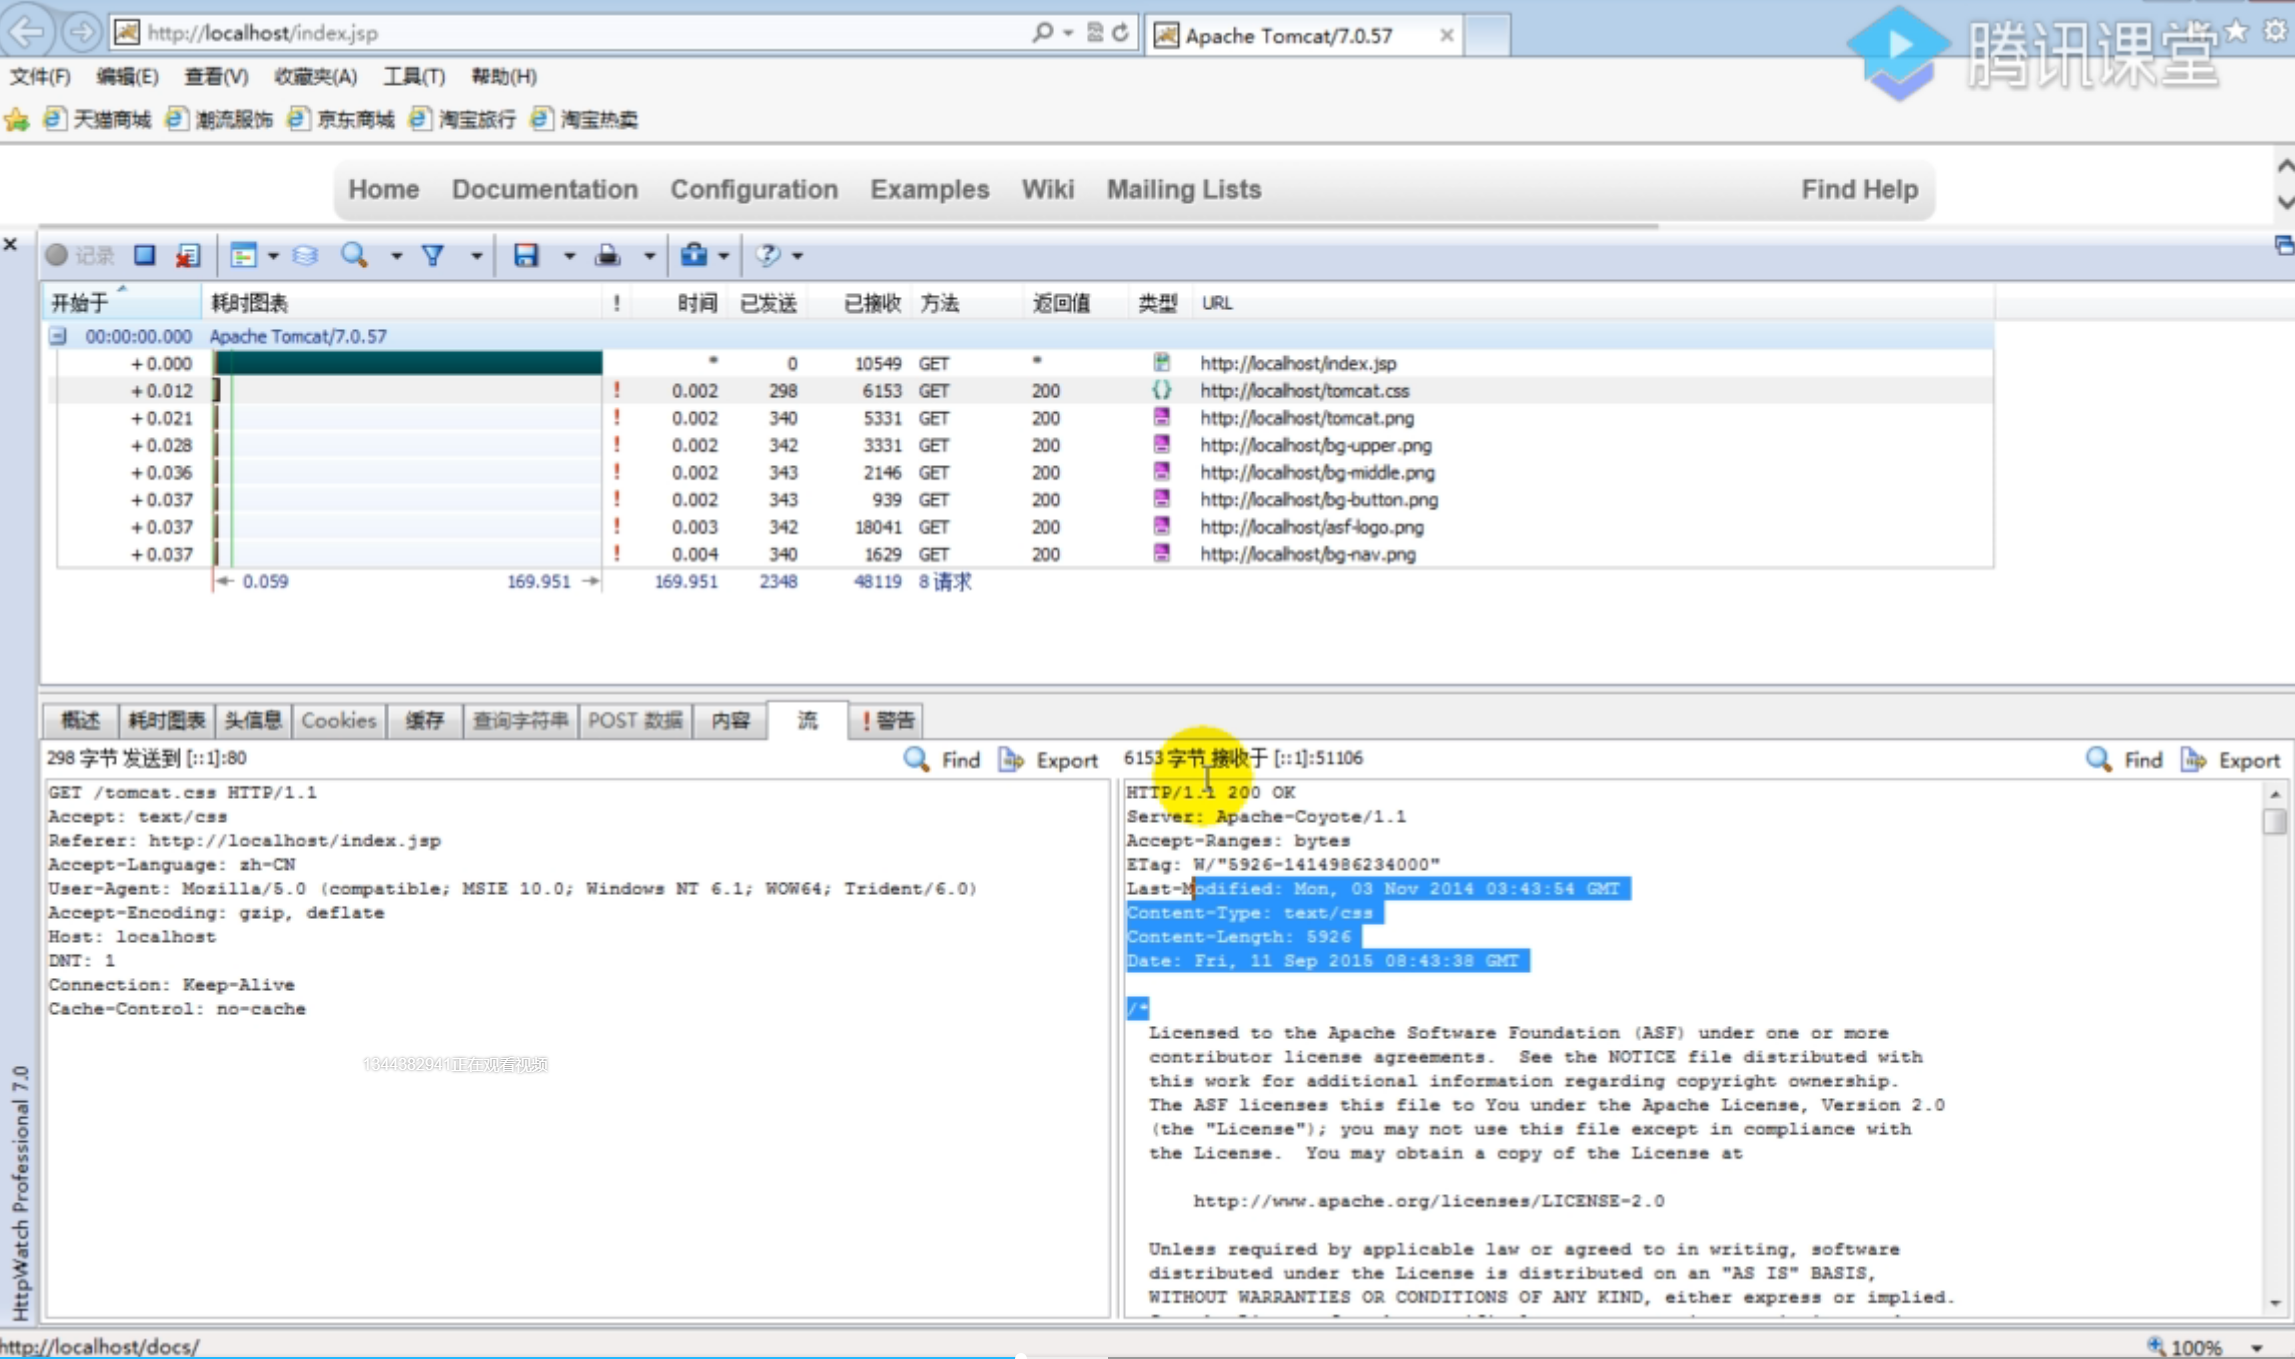 http://localhost/index.jsp
Apache Tomcat/7.0.57
腾讯课堂
文件(F) 编辑(E) 查看(V) 收藏夹(A) 工具(T) 帮助(H)
天猫商城 潮流服饰 京东商城 淘宝旅行 淘宝热卖
Home Documentation Configuration Examples Wiki Mailing Lists Find Help
记录
开始于 耗时图表 ! 时间 已发送 已接收 方法 返回值 类型 URL
00:00:00.000 Apache Tomcat/7.0.57
+ 0.000 * 0 10549 GET * http://localhost/index.jsp
+ 0.012 ! 0.002 298 6153 GET 200 http://localhost/tomcat.css
+ 0.021 ! 0.002 340 5331 GET 200 http://localhost/tomcat.png
+ 0.028 ! 0.002 342 3331 GET 200 http://localhost/bg-upper.png
+ 0.036 ! 0.002 343 2146 GET 200 http://localhost/bg-middle.png
+ 0.037 ! 0.002 343 939 GET 200 http://localhost/bg-button.png
+ 0.037 ! 0.003 342 18041 GET 200 http://localhost/asf-logo.png
+ 0.037 ! 0.004 340 1629 GET 200 http://localhost/bg-nav.png
0.059 169.951 169.951 2348 48119 8 请求
概述 耗时图表 头信息 Cookies 缓存 查询字符串 POST 数据 内容 流 ! 警告
298 字节 发送到 [::1]:80 Find Export
GET /tomcat.css HTTP/1.1
Accept: text/css
Referer: http://localhost/index.jsp
Accept-Language: zh-CN
User-Agent: Mozilla/5.0 (compatible; MSIE 10.0; Windows NT 6.1; WOW64; Trident/6.0)
Accept-Encoding: gzip, deflate
Host: localhost
DNT: 1
Connection: Keep-Alive
Cache-Control: no-cache
1344382941正在观看视频
6153 字节 接收于 [::1]:51106 Find Export
HTTP/1.1 200 OK
Server: Apache-Coyote/1.1
Accept-Ranges: bytes
ETag: W/"5926-1414986234000"
Last-Modified: Mon, 03 Nov 2014 03:43:54 GMT
Content-Type: text/css
Content-Length: 5926
Date: Fri, 11 Sep 2015 08:43:38 GMT
/*
Licensed to the Apache Software Foundation (ASF) under one or more
contributor license agreements. See the NOTICE file distributed with
this work for additional information regarding copyright ownership.
The ASF licenses this file to You under the Apache License, Version 2.0
(the "License"); you may not use this file except in compliance with
the License. You may obtain a copy of the License at
http://www.apache.org/licenses/LICENSE-2.0
Unless required by applicable law or agreed to in writing, software
distributed under the License is distributed on an "AS IS" BASIS,
WITHOUT WARRANTIES OR CONDITIONS OF ANY KIND, either express or implied.
HttpWatch Professional 7.0
http://localhost/docs/
100%